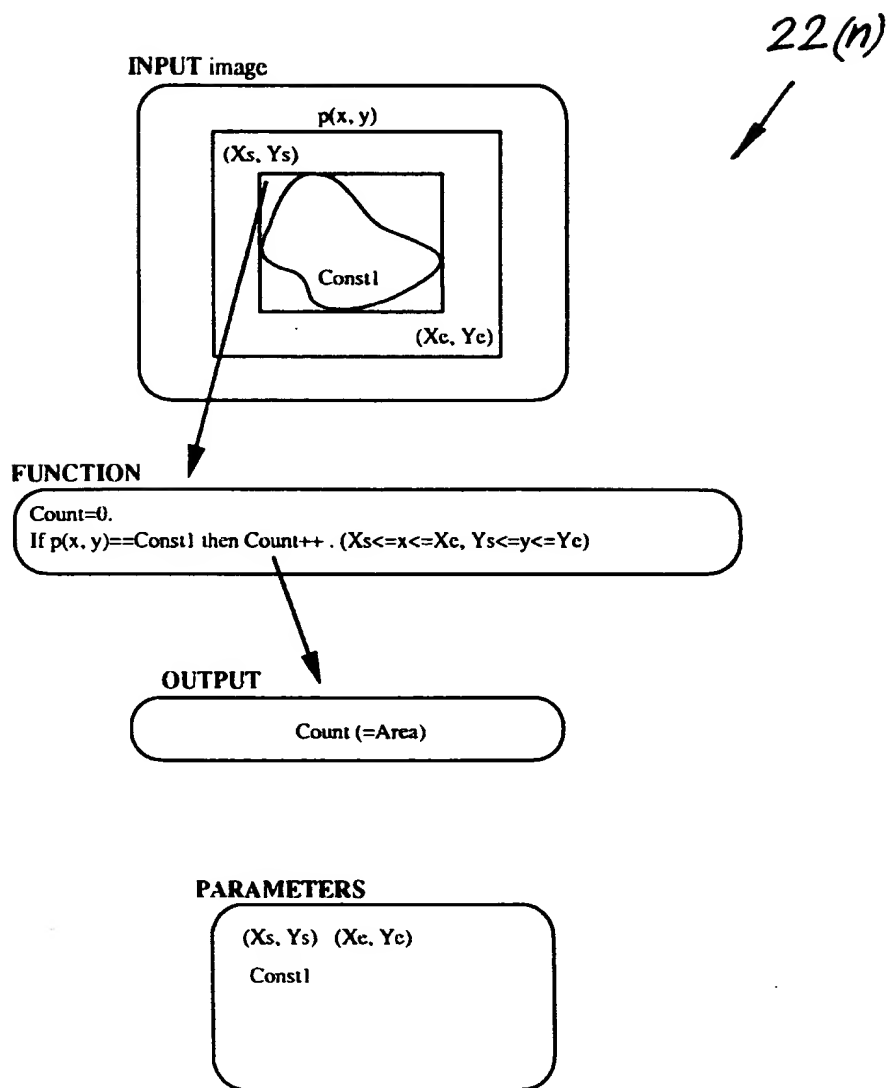 22(n)
INPUT image
p(x, y)
(Xs, Ys)
Const1
(Xe, Ye)
FUNCTION
Count=0.
If p(x, y)==Const1 then Count++ . (Xs<=x<=Xe, Ys<=y<=Ye)
OUTPUT
Count (=Area)
PARAMETERS
(Xs, Ys) (Xe, Ye)
Const1